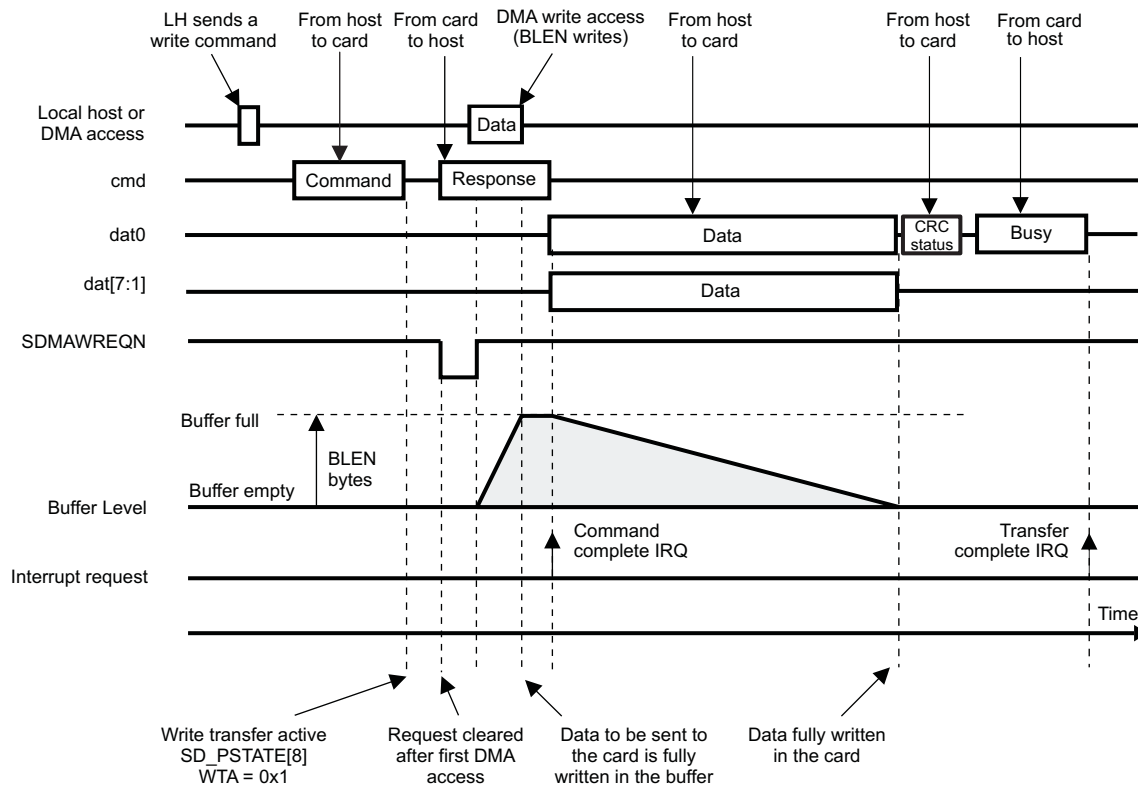 LH sends a
write command
From host
to card
From card
to host
DMA write access
(BLEN writes)
From host
to card
From host
to card
From card
to host
Local host or
DMA access
Data
cmd
Command
Response
dat0
Data
CRC
status
Busy
dat[7:1]
Data
SDMAWREQN
Buffer full
BLEN
bytes
Buffer empty
Buffer Level
Command
complete IRQ
Transfer
complete IRQ
Interrupt request
Time
Write transfer active
SD_PSTATE[8]
WTA = 0x1
Request cleared
after first DMA
access
Data to be sent to
the card is fully
written in the buffer
Data fully written
in the card